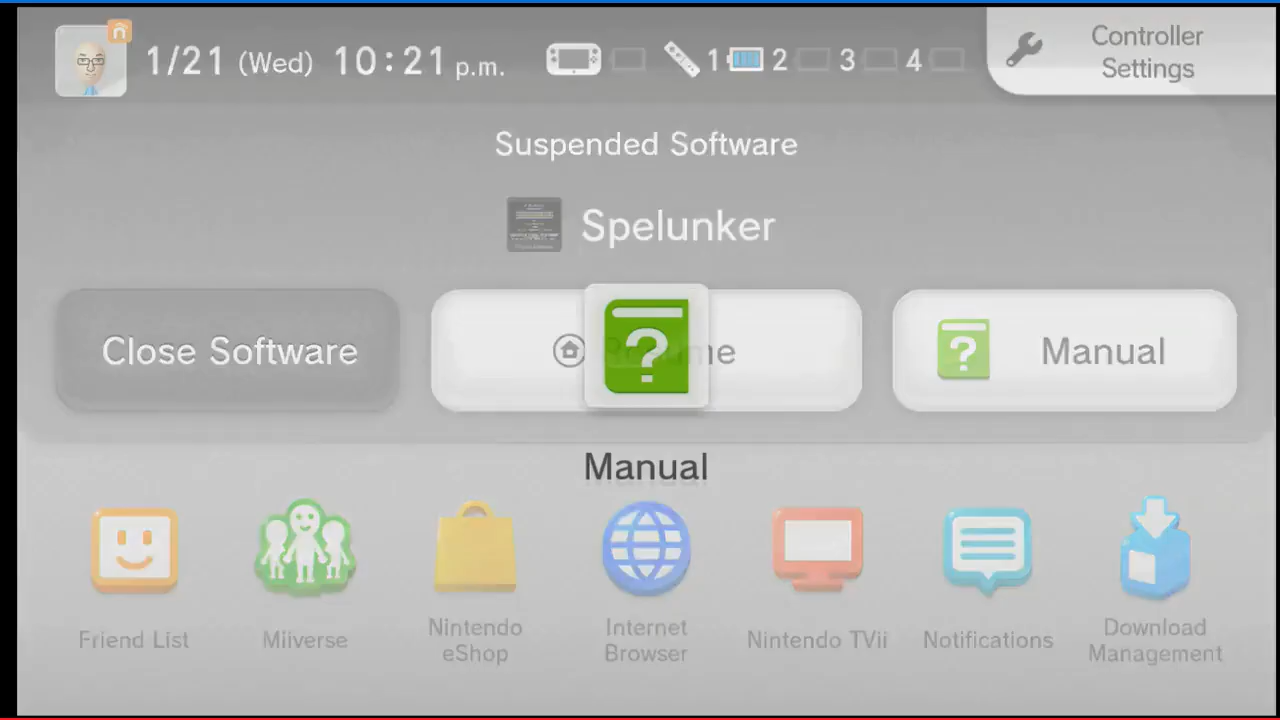 1/21 (Wed) 10:21 p.m. 1 2 3 4
Controller
Settings
Suspended Software
Spelunker
Close Software
? Manual
Manual
Friend List
Miiverse
Nintendo
eShop
Internet
Browser
Nintendo TVii
Notifications
Download
Management